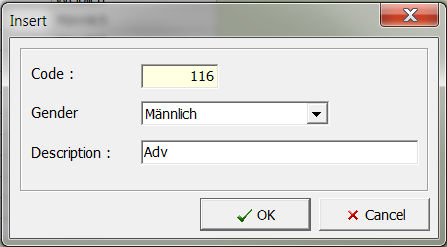 Insert
Code : 116
Gender Männlich
Description : Adv
OK Cancel